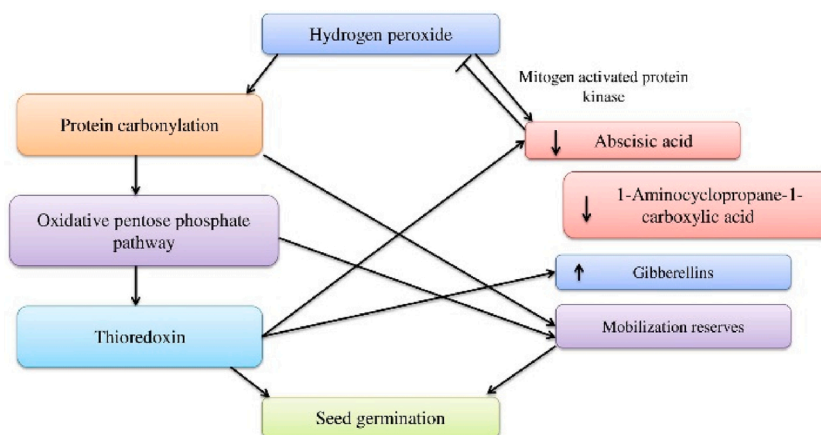 Hydrogen peroxide
Mitogen activated protein
kinase
Protein carbonylation
Abscisic acid
1-Aminocyclopropane-1-
carboxylic acid
Oxidative pentose phosphate
pathway
Gibberellins
Thioredoxin
Mobilization reserves
Seed germination